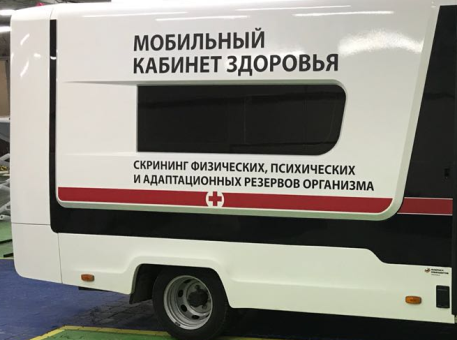 МОБИЛЬНЫЙ
КАБИНЕТ ЗДОРОВЬЯ
СКРИНИНГ ФИЗИЧЕСКИХ, ПСИХИЧЕСКИХ
И АДАПТАЦИОННЫХ РЕЗЕРВОВ ОРГАНИЗМА